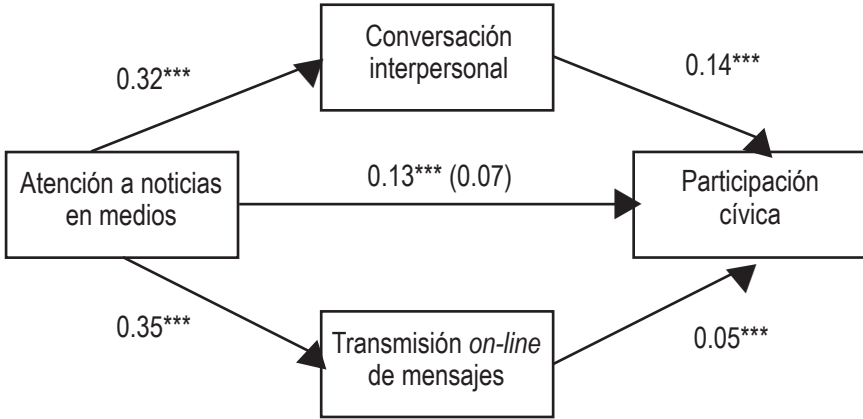 Conversación
interpersonal
0.32***
0.14***
Atención a noticias
en medios
0.13*** (0.07)
Participación
cívica
0.35***
Transmisión on-line
de mensajes
0.05***